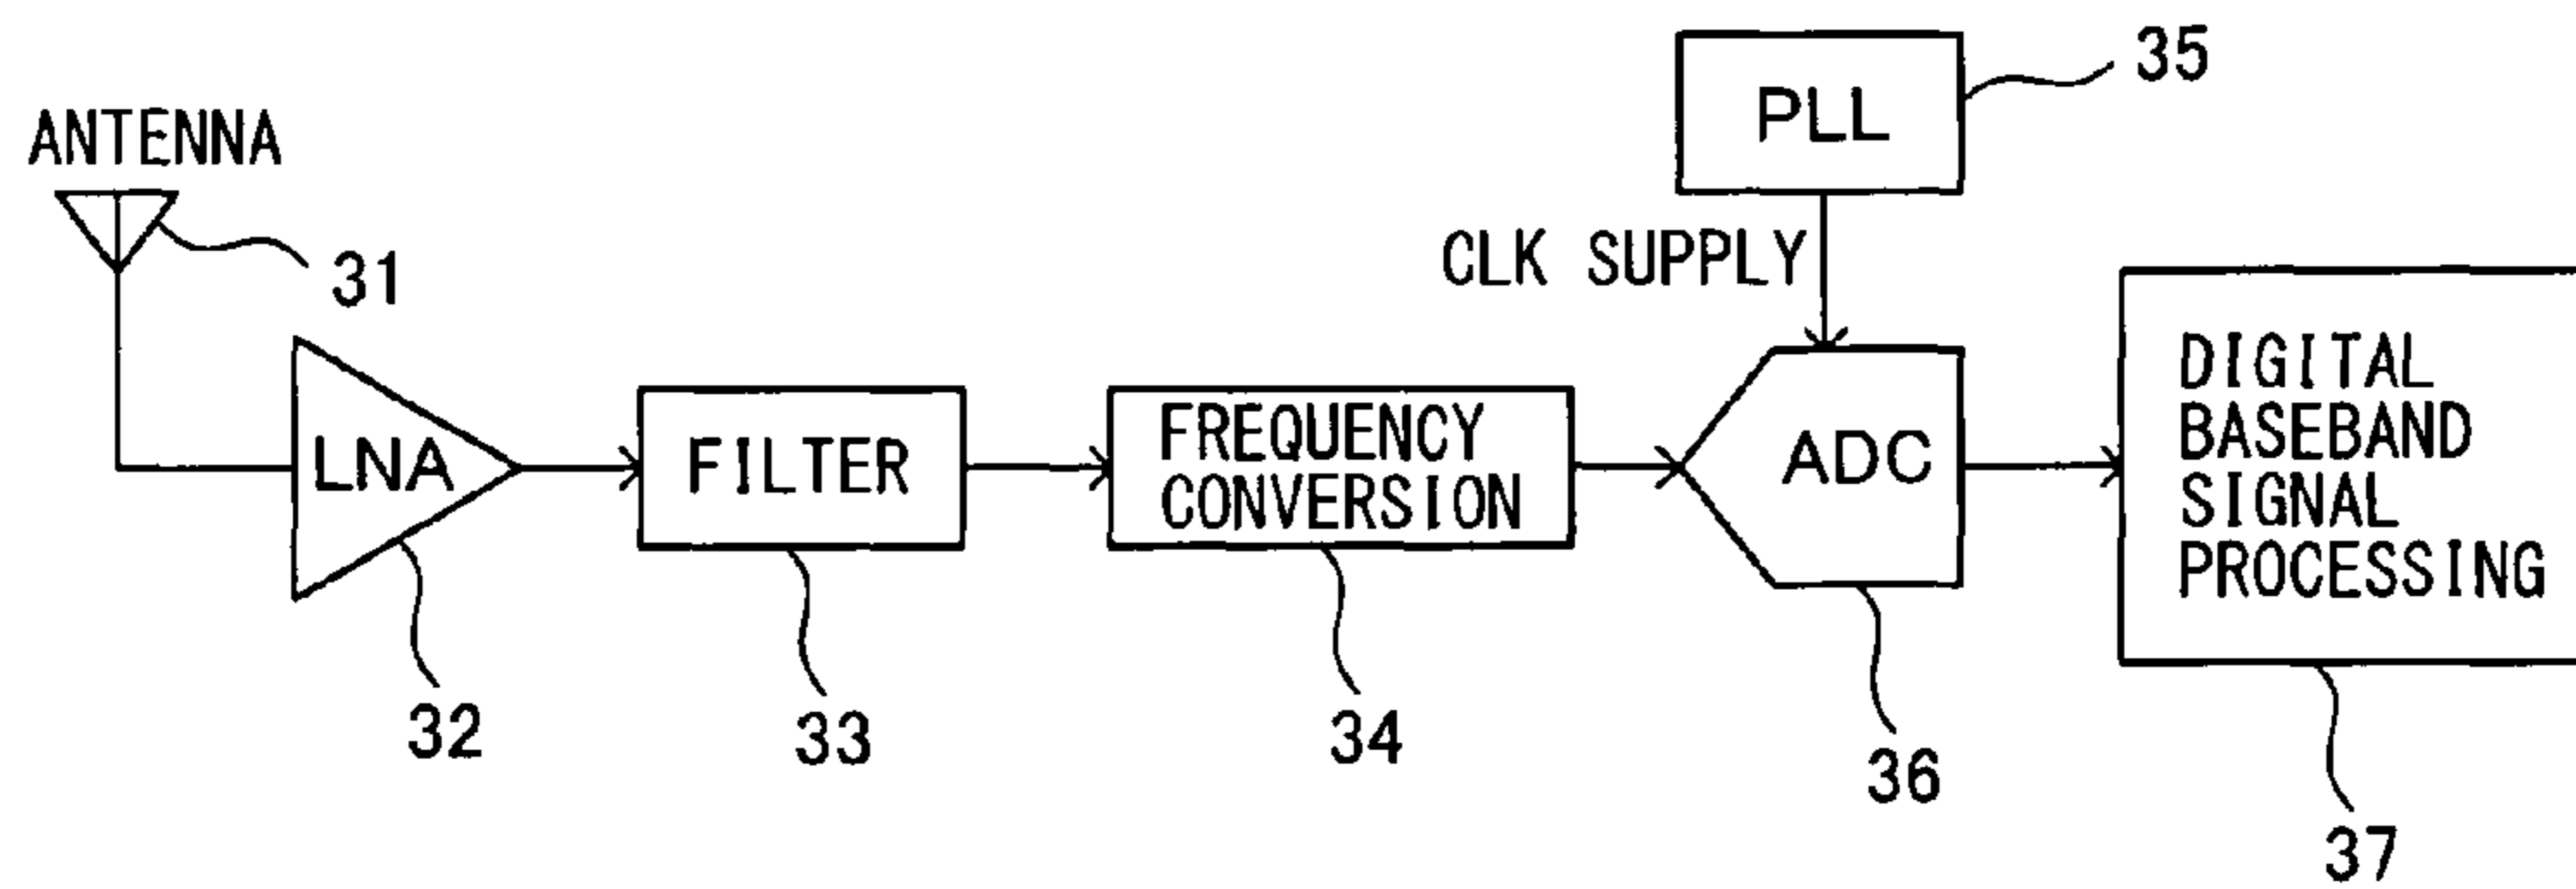 ANTENNA
31
LNA
32
FILTER
33
FREQUENCY
CONVERSION
34
PLL
35
CLK SUPPLY
ADC
36
DIGITAL
BASEBAND
SIGNAL
PROCESSING
37